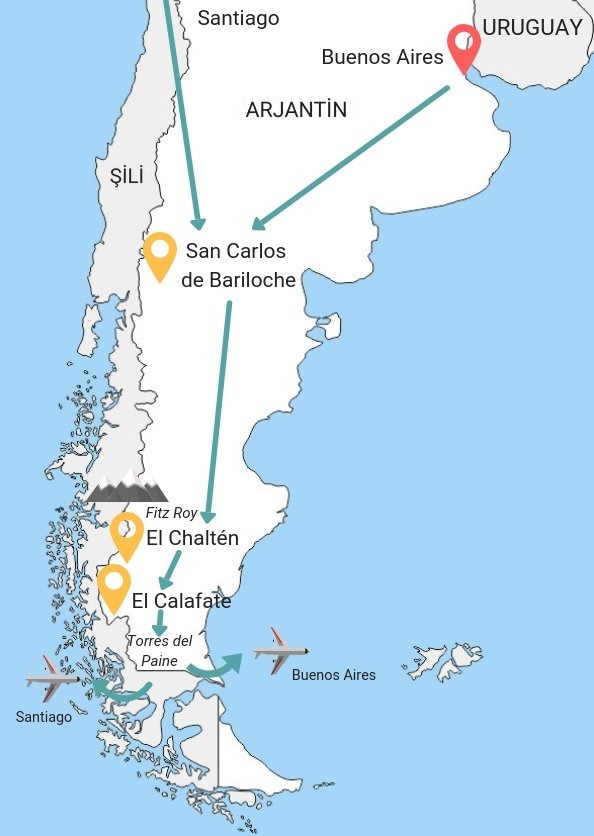 Santiago
URUGUAY
Buenos Aires
ARJANTİN
ŞİLİ
San Carlos
de Bariloche
Fitz Roy
El Chaltén
El Calafate
Torres del
Paine
Buenos Aires
Santiago